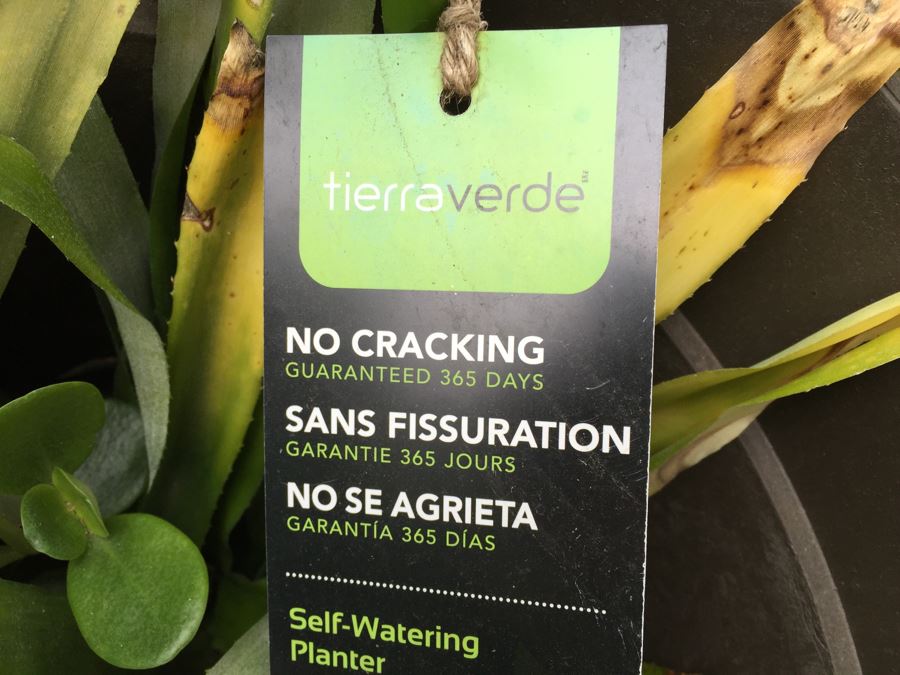 tierraverde
NO CRACKING
GUARANTEED 365 DAYS
SANS FISSURATION
GARANTIE 365 JOURS
NO SE AGRIETA
GARANTÍA 365 DÍAS
Self-Watering
Planter